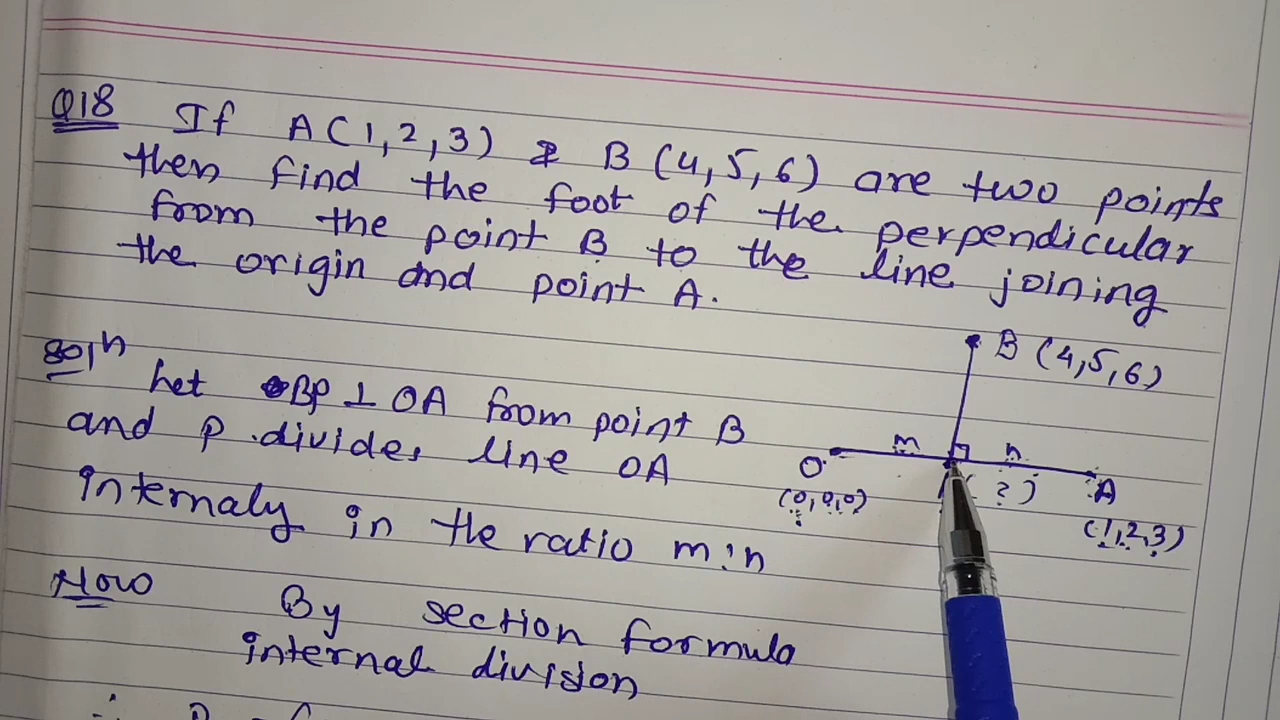 Q18 If A(1,2,3) & B(4,5,6) are two points
then find the foot of the perpendicular
from the point B to the line joining
the origin and point A.
B (4,5,6)
Sol^n Let BP ⊥ OA from point B
and P divides line OA
m n
O A
(0,0,0) ( ? ) (1,2,3)
internaly in the ratio m:n
Now By section formula
internal division
∴ P